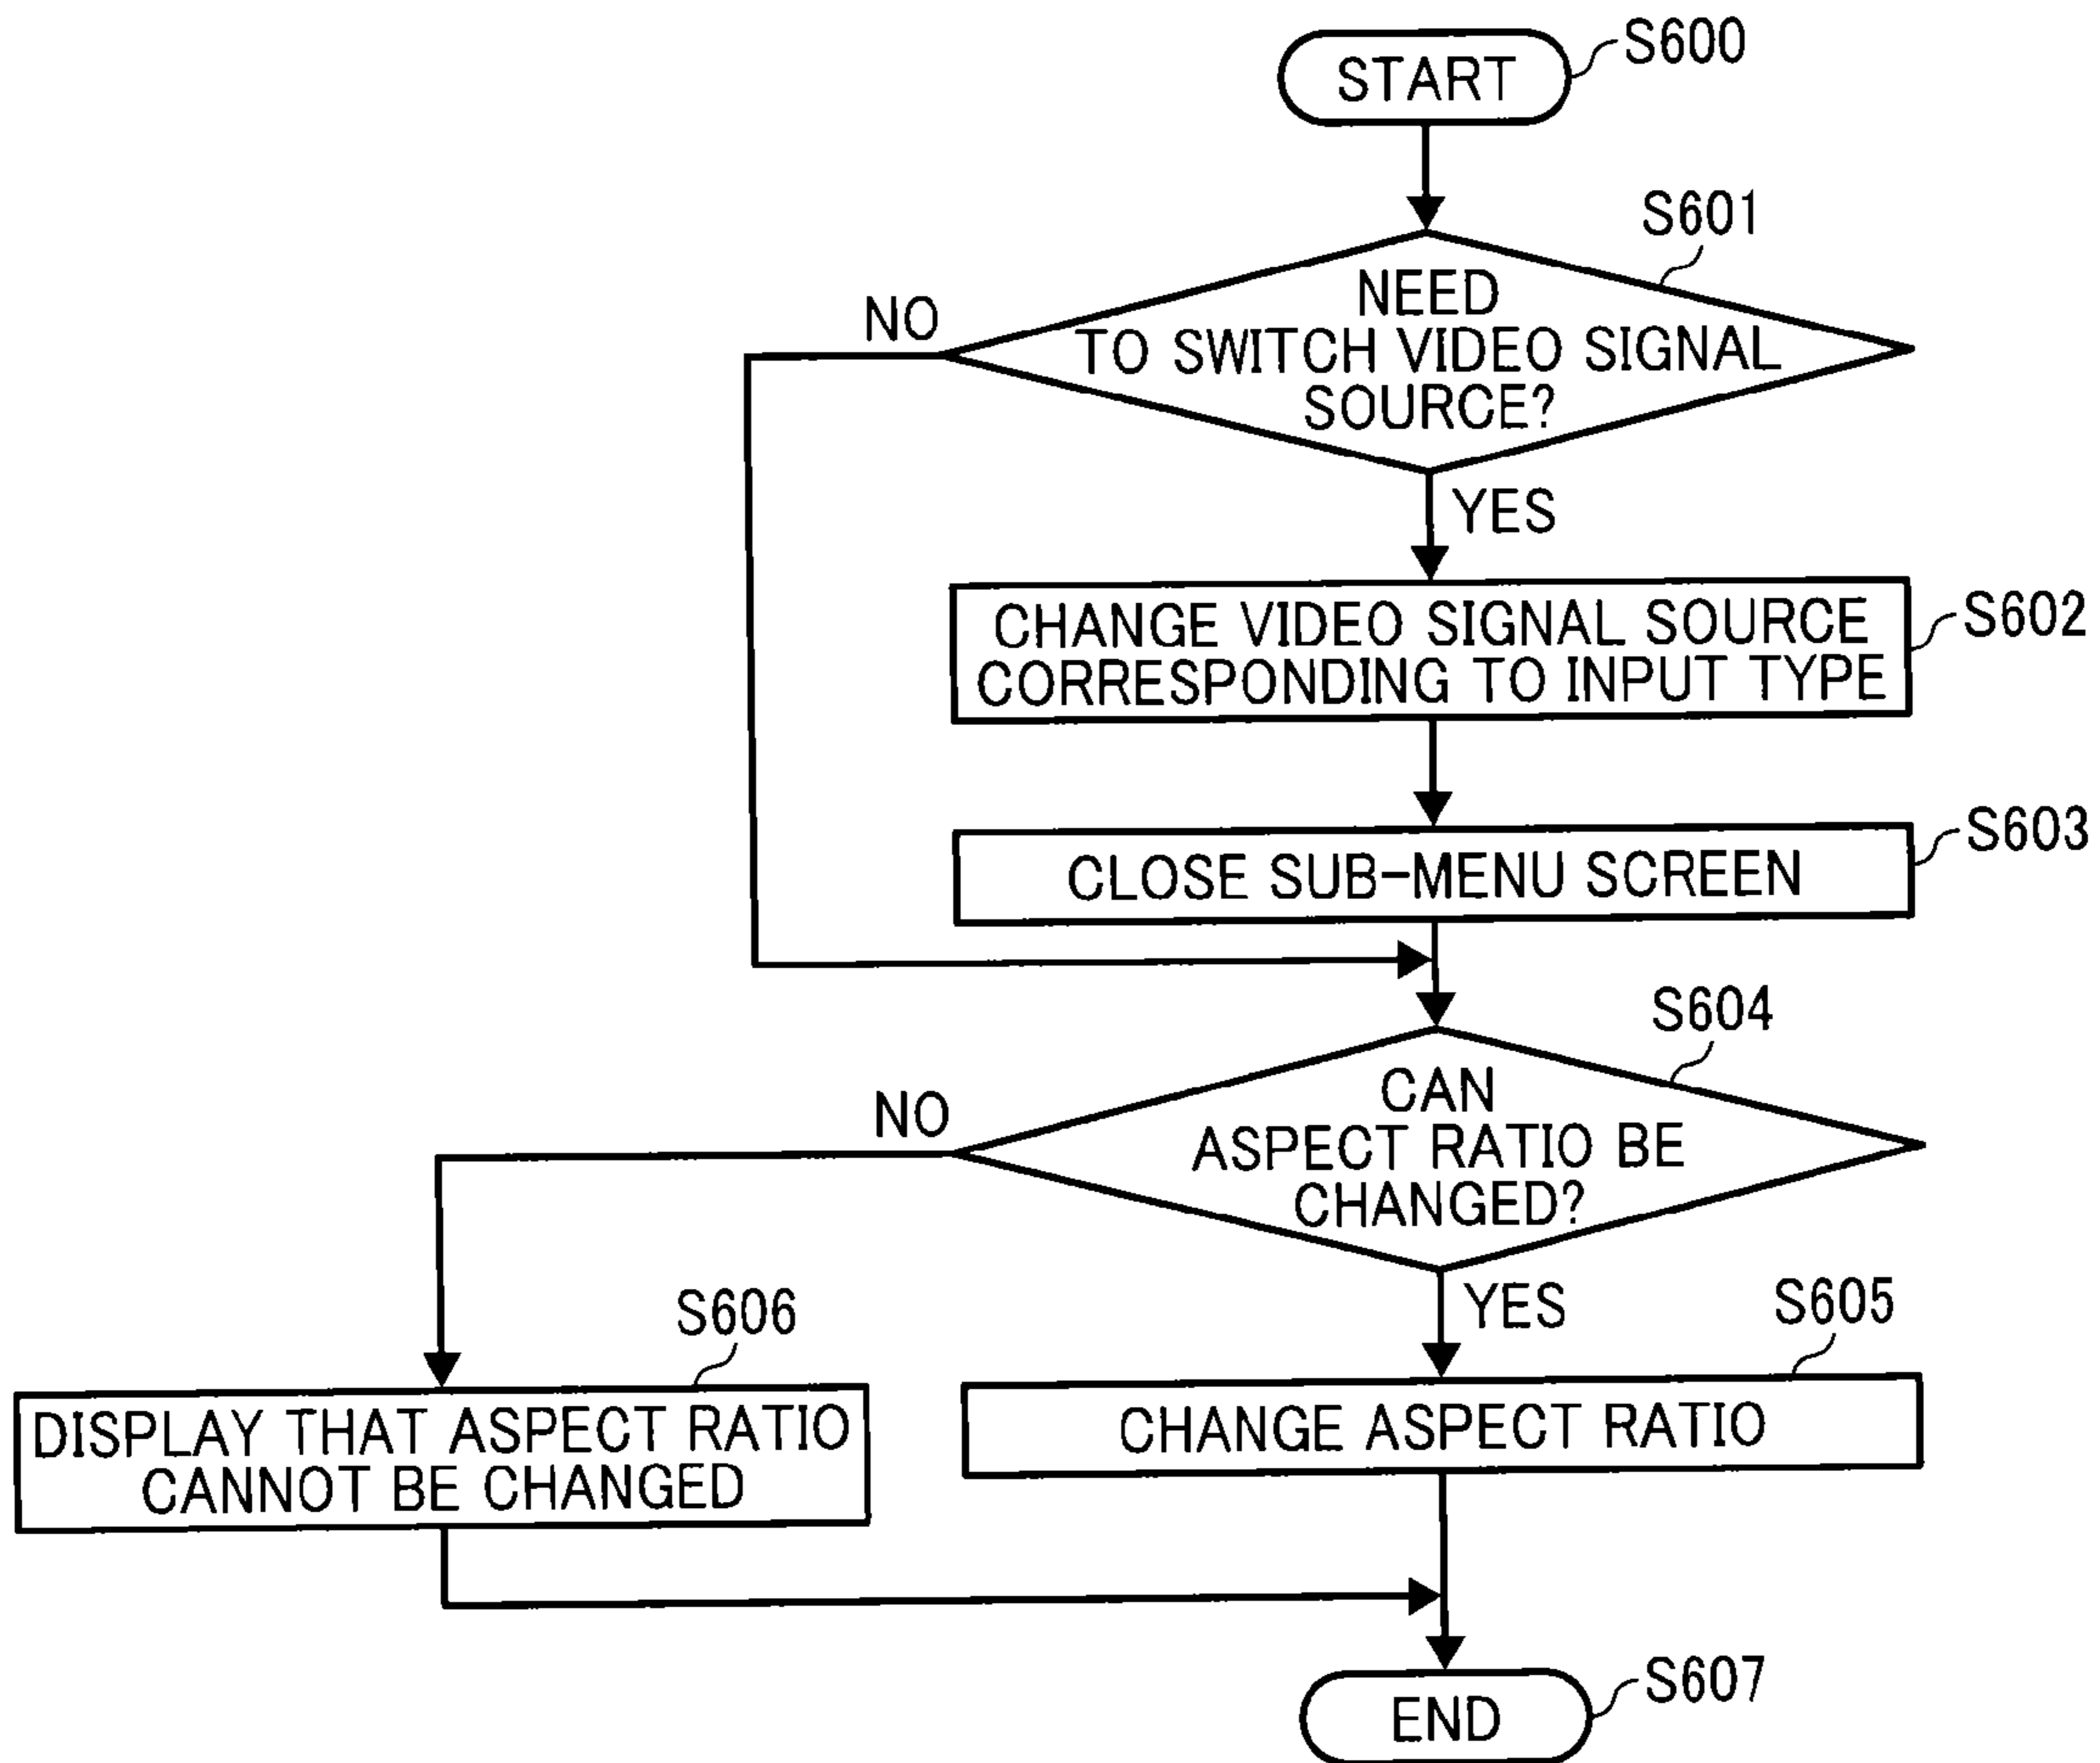 START
S600
S601
NEED
TO SWITCH VIDEO SIGNAL
SOURCE?
NO
YES
CHANGE VIDEO SIGNAL SOURCE
CORRESPONDING TO INPUT TYPE
S602
CLOSE SUB-MENU SCREEN
S603
S604
CAN
ASPECT RATIO BE
CHANGED?
NO
YES
S606
DISPLAY THAT ASPECT RATIO
CANNOT BE CHANGED
S605
CHANGE ASPECT RATIO
END
S607